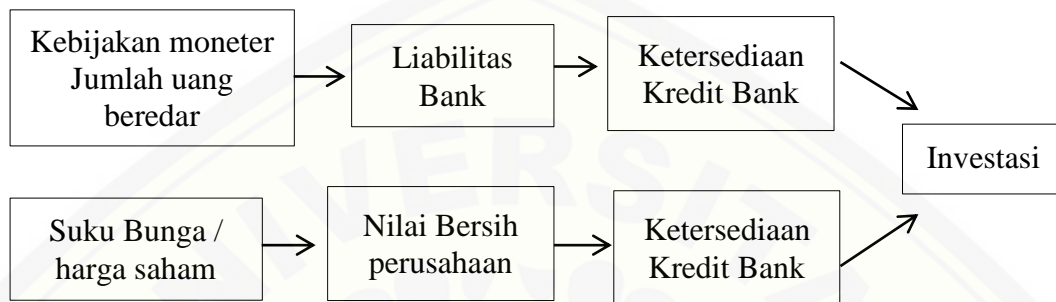 Kebijakan moneter
Jumlah uang
beredar
Liabilitas
Bank
Ketersediaan
Kredit Bank
Investasi
Suku Bunga /
harga saham
Nilai Bersih
perusahaan
Ketersediaan
Kredit Bank